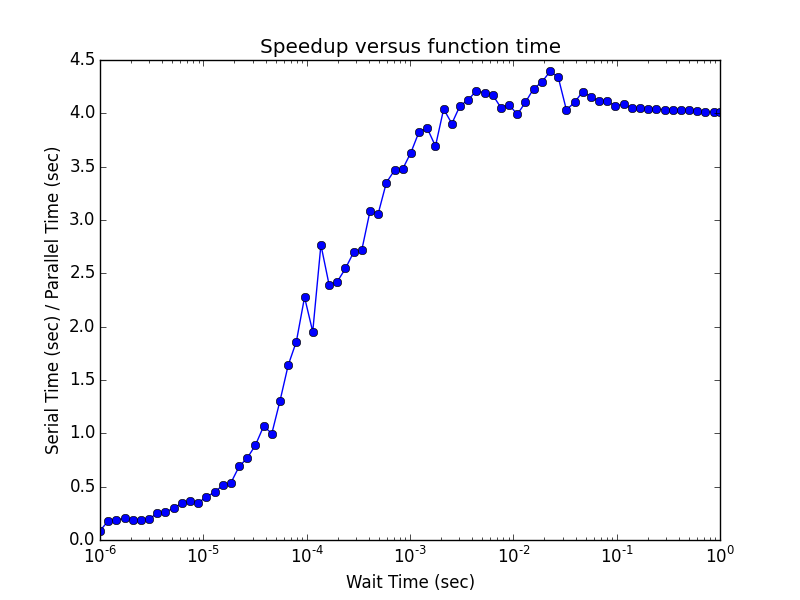 Speedup versus function time
Serial Time (sec) / Parallel Time (sec)
4.5
4.0
3.5
3.0
2.5
2.0
1.5
1.0
0.5
0.0
10⁻⁶ 10⁻⁵ 10⁻⁴ 10⁻³ 10⁻² 10⁻¹ 10⁰
Wait Time (sec)